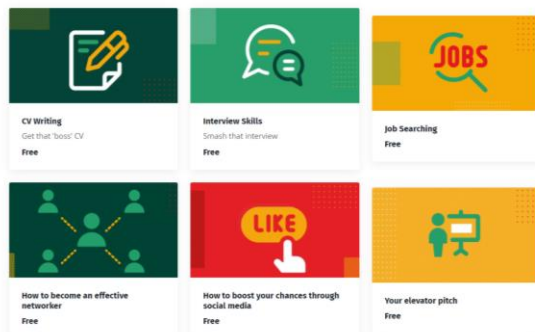 CV Writing
Get that 'boss' CV
Free
Interview Skills
Smash that interview
Free
JOBS
Job Searching
Free
How to become an effective
networker
Free
LIKE
How to boost your chances through
social media
Free
Your elevator pitch
Free